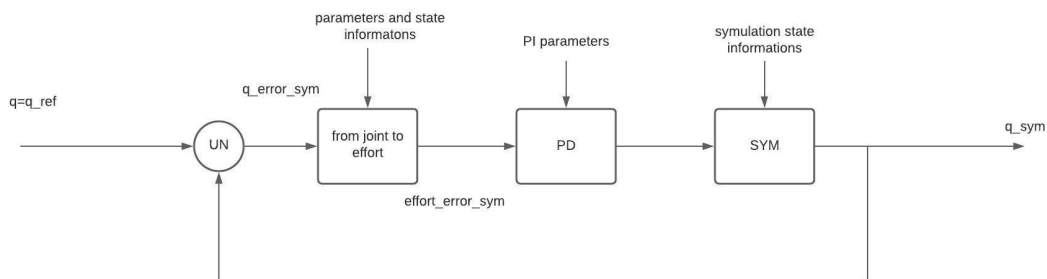 parameters and state
informatons
PI parameters
symulation state
informations
q=q_ref
q_error_sym
q_sym
UN
from joint to
effort
PD
SYM
effort_error_sym